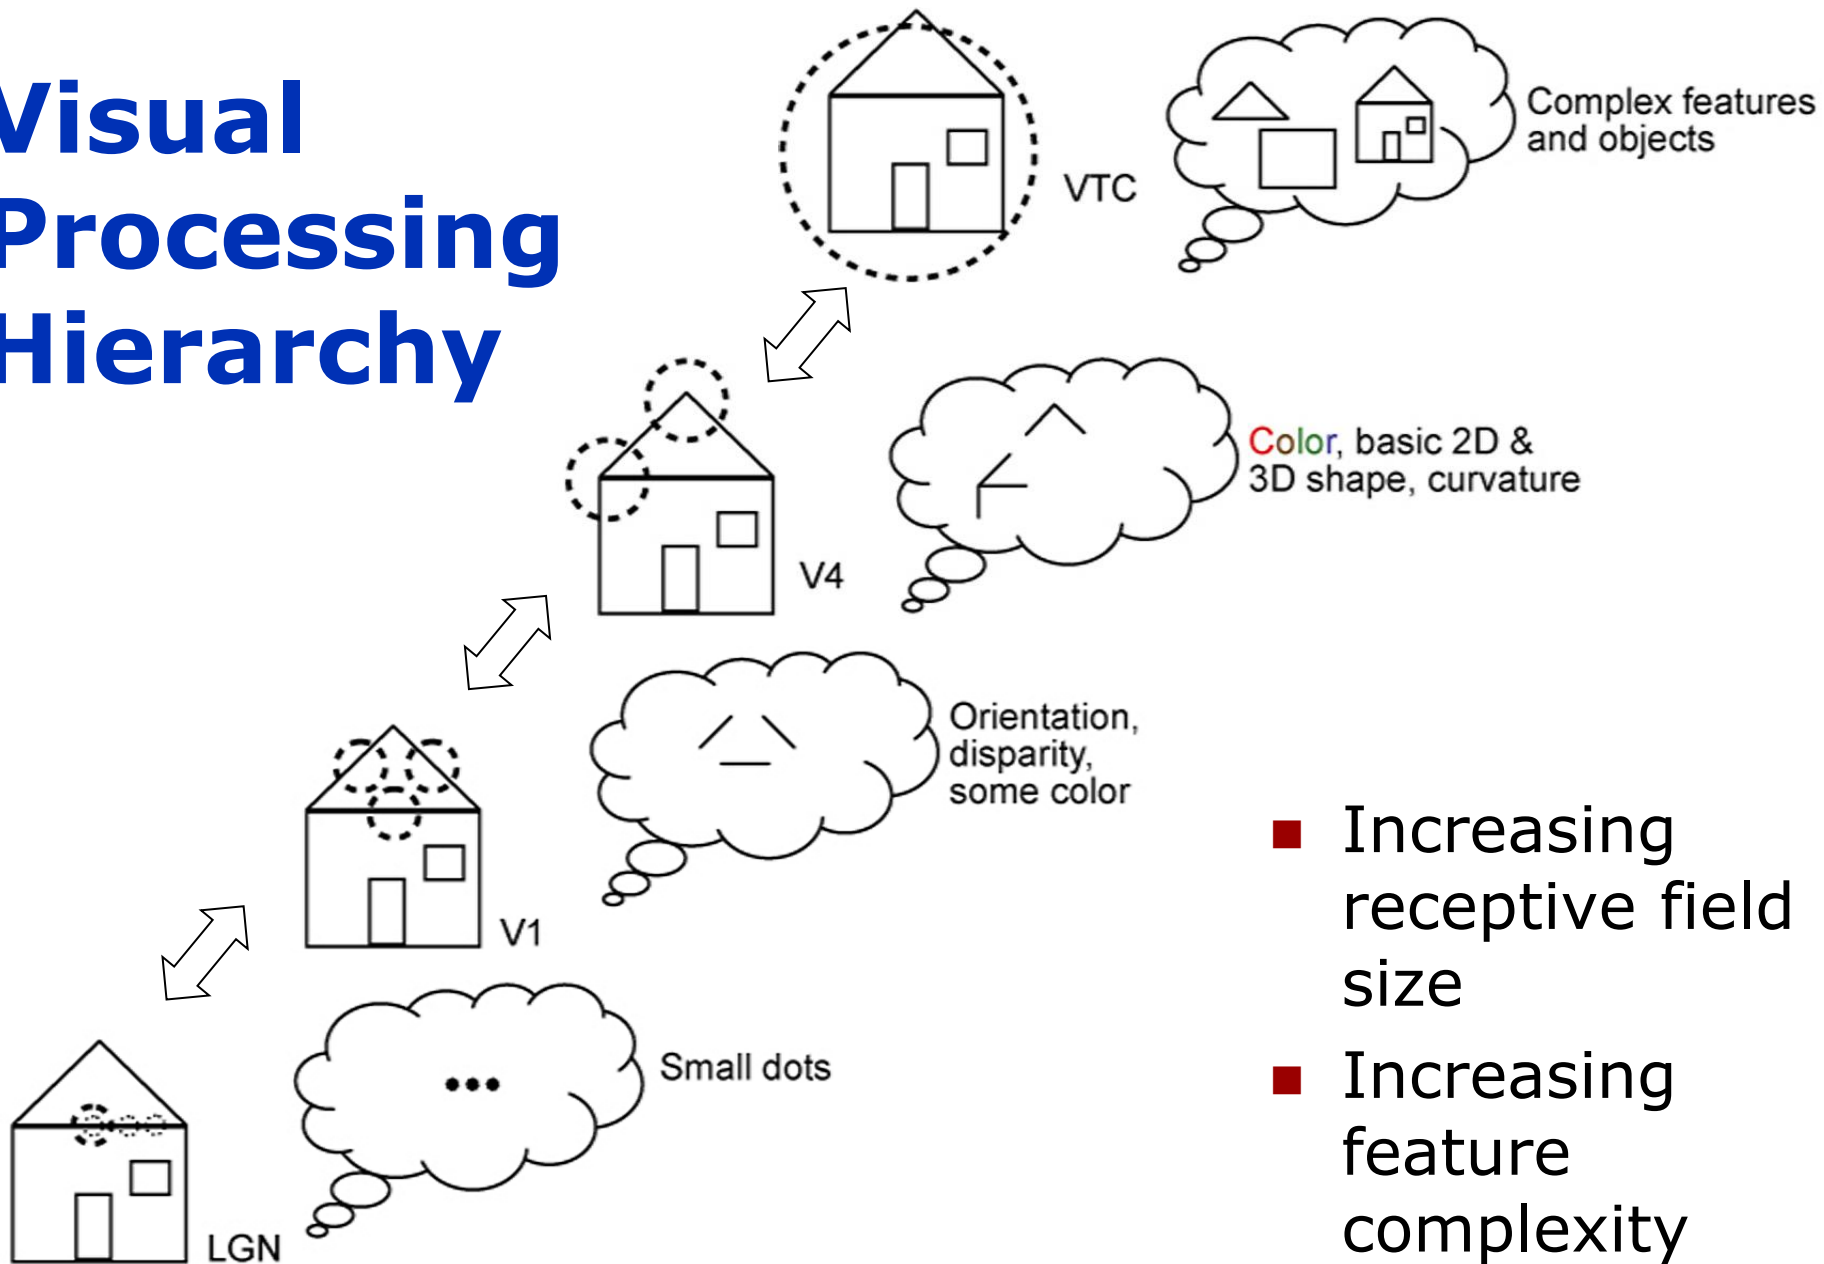 Visual
Processing
Hierarchy
Complex features
and objects
VTC
Color, basic 2D &
3D shape, curvature
V4
Orientation,
disparity,
some color
V1
Small dots
LGN
Increasing
receptive field
size
Increasing
feature
complexity